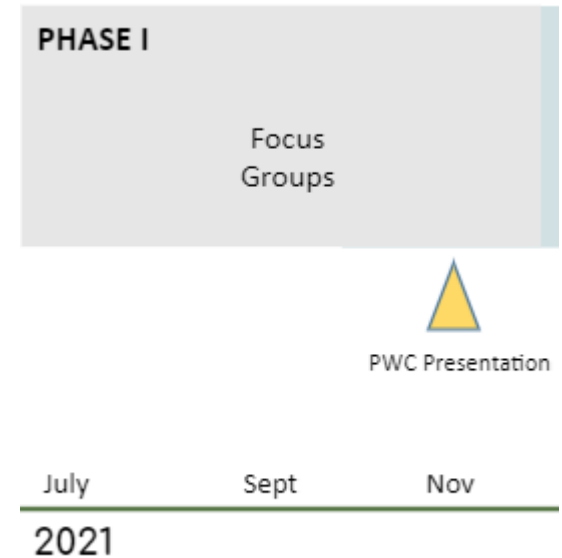 PHASE I
Focus
Groups
PWC Presentation
July Sept Nov
2021